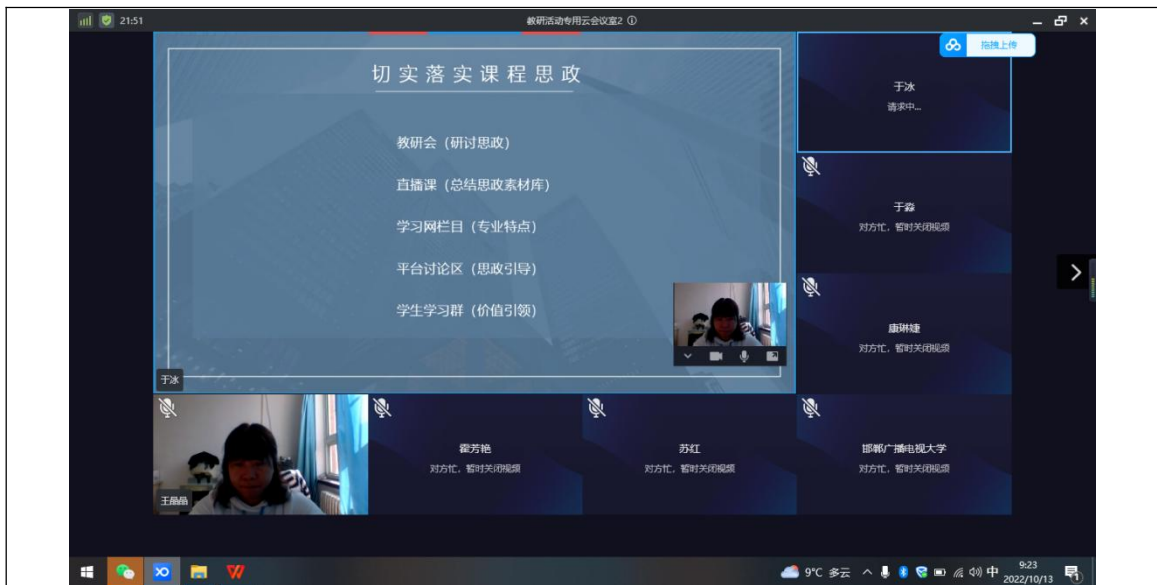 21:51
教研活动专用云会议室2
拖拽上传
切实落实课程思政
教研会（研讨思政）
直播课（总结思政素材库）
学习网栏目（专业特点）
平台讨论区（思政引导）
学生学习群（价值引领）
于冰
于冰
请求中...
于淼
对方忙，暂时关闭视频
康琳婕
对方忙，暂时关闭视频
王晶晶
霍芳艳
对方忙，暂时关闭视频
苏红
对方忙，暂时关闭视频
邯郸广播电视大学
对方忙，暂时关闭视频
9°C 多云
中
9:23
2022/10/13